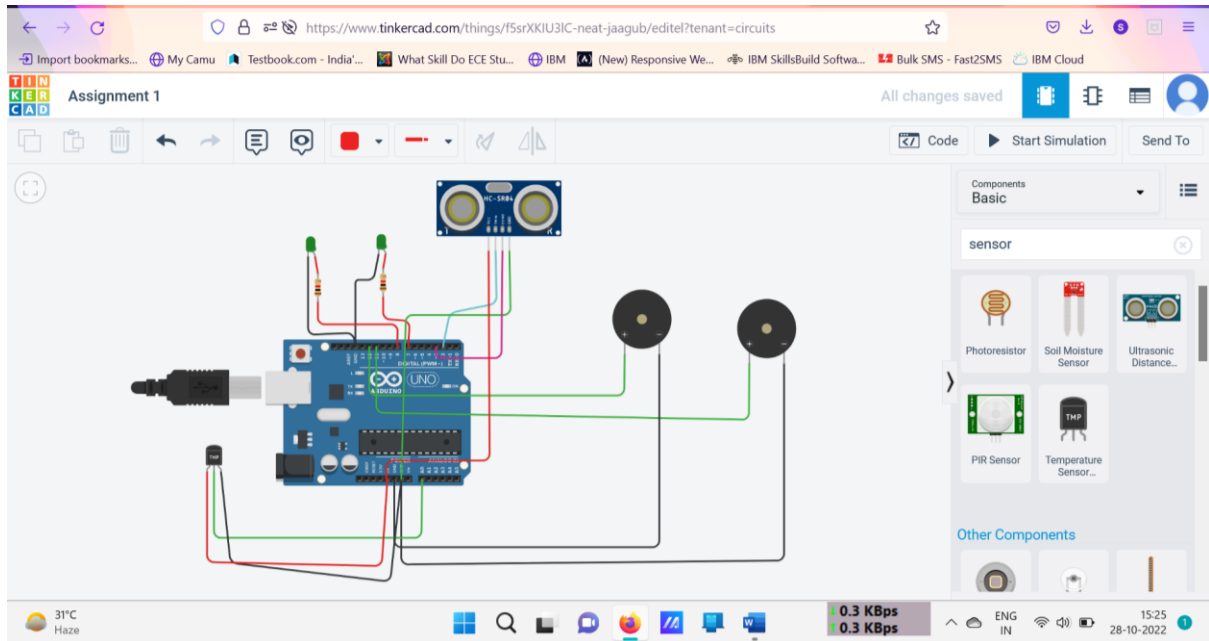 https://www.tinkercad.com/things/f5srXKIU3lC-neat-jaagub/editel?tenant=circuits
S
Import bookmarks... My Camu Testbook.com - India'... What Skill Do ECE Stu... IBM (New) Responsive We... IBM SkillsBuild Softwa... Bulk SMS - Fast2SMS IBM Cloud
TIN
KER
CAD
Assignment 1
All changes saved
Code Start Simulation Send To
Components
Basic
sensor
HC-SR04
Photoresistor
Soil Moisture
Sensor
Ultrasonic
Distance...
TMP
PIR Sensor
Temperature
Sensor...
Other Components
DIGITAL (PWM~)
UNO
ARDUINO
TMP
31°C
Haze
0.3 KBps
0.3 KBps
ENG
IN
15:25
28-10-2022
1